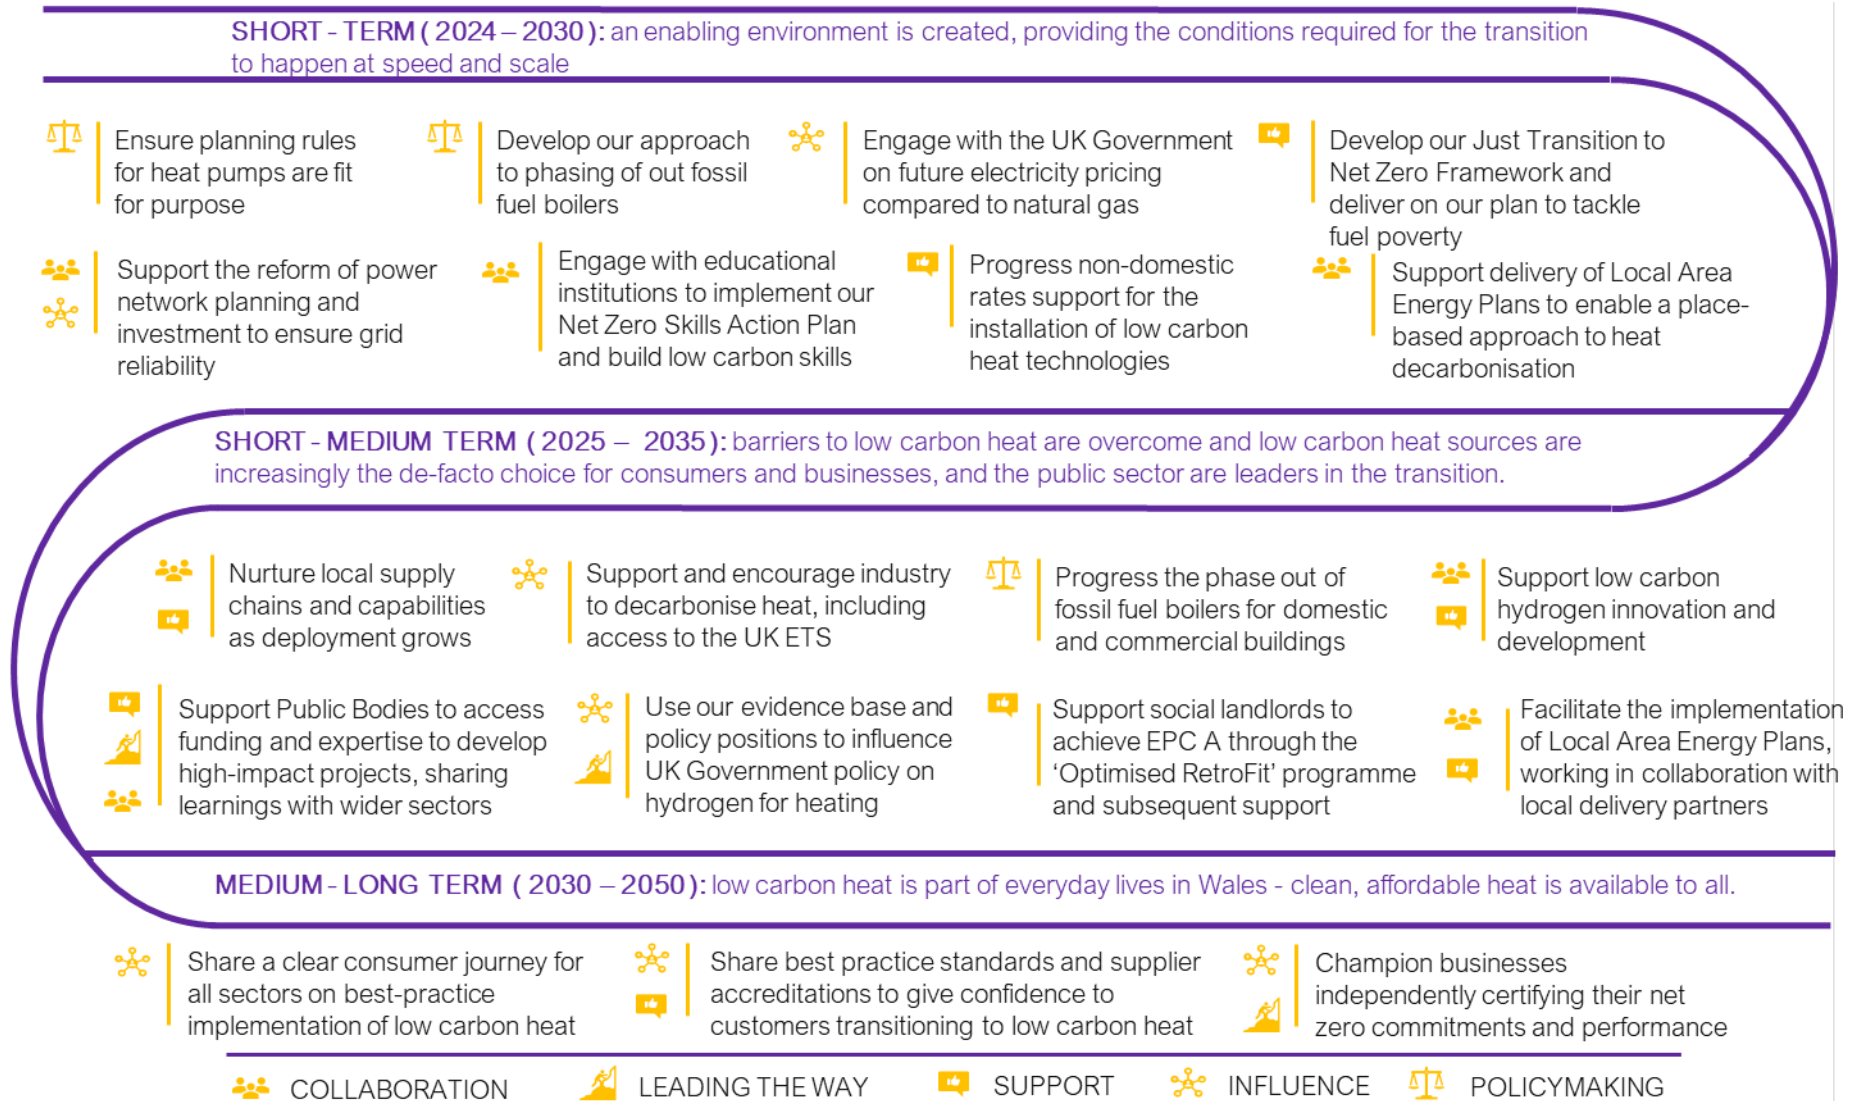 SHORT - TERM ( 2024 – 2030 ): an enabling environment is created, providing the conditions required for the transition
to happen at speed and scale
Ensure planning rules
for heat pumps are fit
for purpose
Develop our approach
to phasing of out fossil
fuel boilers
Engage with the UK Government
on future electricity pricing
compared to natural gas
Develop our Just Transition to
Net Zero Framework and
deliver on our plan to tackle
fuel poverty
Support the reform of power
network planning and
investment to ensure grid
reliability
Engage with educational
institutions to implement our
Net Zero Skills Action Plan
and build low carbon skills
Progress non-domestic
rates support for the
installation of low carbon
heat technologies
Support delivery of Local Area
Energy Plans to enable a place-
based approach to heat
decarbonisation
SHORT - MEDIUM TERM ( 2025 – 2035 ): barriers to low carbon heat are overcome and low carbon heat sources are
increasingly the de-facto choice for consumers and businesses, and the public sector are leaders in the transition.
Nurture local supply
chains and capabilities
as deployment grows
Support and encourage industry
to decarbonise heat, including
access to the UK ETS
Progress the phase out of
fossil fuel boilers for domestic
and commercial buildings
Support low carbon
hydrogen innovation and
development
Support Public Bodies to access
funding and expertise to develop
high-impact projects, sharing
learnings with wider sectors
Use our evidence base and
policy positions to influence
UK Government policy on
hydrogen for heating
Support social landlords to
achieve EPC A through the
‘Optimised RetroFit’ programme
and subsequent support
Facilitate the implementation
of Local Area Energy Plans,
working in collaboration with
local delivery partners
MEDIUM - LONG TERM ( 2030 – 2050 ): low carbon heat is part of everyday lives in Wales - clean, affordable heat is available to all.
Share a clear consumer journey for
all sectors on best-practice
implementation of low carbon heat
Share best practice standards and supplier
accreditations to give confidence to
customers transitioning to low carbon heat
Champion businesses
independently certifying their net
zero commitments and performance
COLLABORATION
LEADING THE WAY
SUPPORT
INFLUENCE
POLICYMAKING